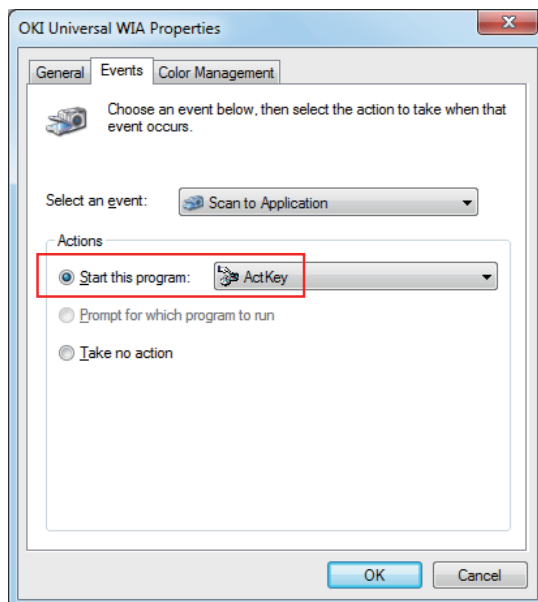 OKI Universal WIA Properties
General Events Color Management
Choose an event below, then select the action to take when that
event occurs.
Select an event: Scan to Application
Actions
Start this program: ActKey
Prompt for which program to run
Take no action
OK Cancel